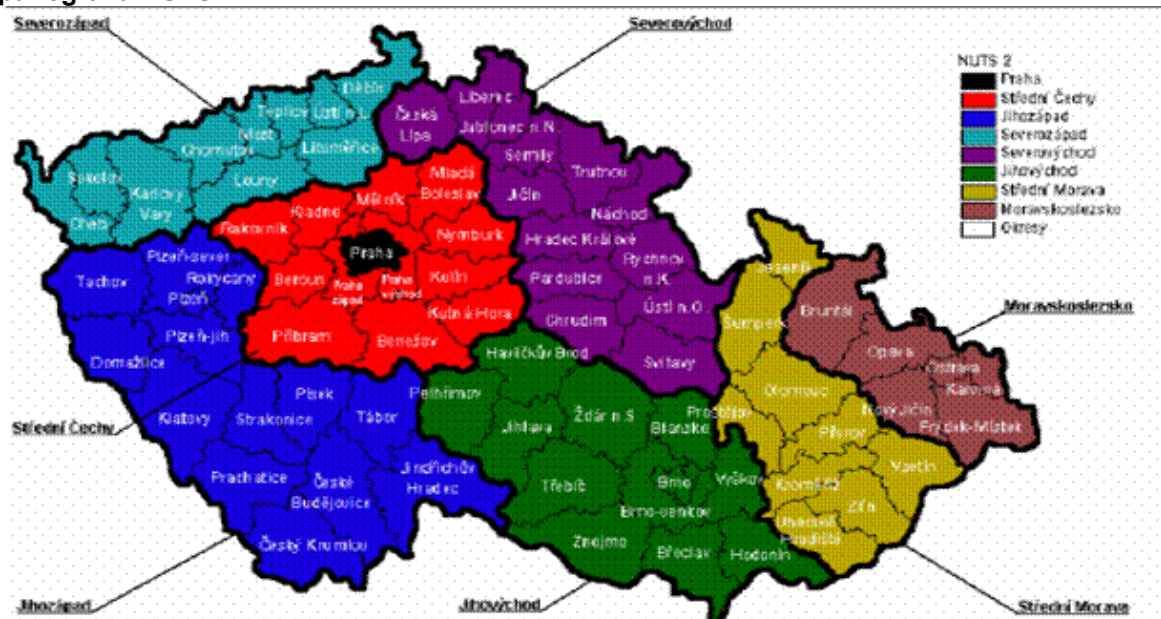 Severozápad
Severovýchod
NUTS 2
Praha
Střední Čechy
Jihozápad
Severozápad
Severovýchod
Jihovýchod
Střední Morava
Moravskoslezsko
Okresy
Děčín
Teplice
Ústí n.L.
Most
Chomutov
Litoměřice
Louny
Sokolov
Karlovy
Vary
Cheb
Česká
Lípa
Liberec
Jablonec n.N.
Semily
Trutnov
Jičín
Náchod
Hradec Králové
Rychnov
n.K.
Pardubice
Ústí n.O.
Chrudim
Svitavy
Mladá
Boleslav
Mělník
Kladno
Rakovník
Nymburk
Praha
Beroun
Praha
západ
Praha
východ
Kolín
Kutná Hora
Příbram
Benešov
Plzeň-sever
Rokycany
Tachov
Plzeň
Plzeň-jih
Domažlice
Klatovy
Písek
Strakonice
Tábor
Prachatice
České
Budějovice
Jindřichův
Hradec
Český Krumlov
Havlíčkův Brod
Pelhřimov
Jihlava
Žďár n.S.
Blansko
Třebíč
Brno
Vyškov
Brno-venkov
Znojmo
Břeclav
Hodonín
Jeseník
Šumperk
Olomouc
Prostějov
Přerov
Vsetín
Kroměříž
Zlín
Uherské
Hradiště
Bruntál
Opava
Ostrava
Karviná
Nový Jičín
Frýdek-Místek
Moravskoslezsko
Střední Čechy
Jihozápad
Jihovýchod
Střední Morava